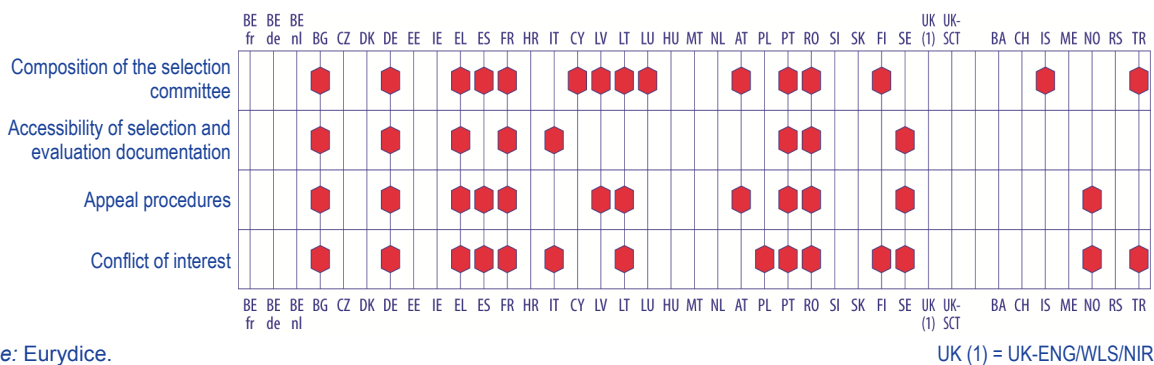 BE BE BE UK UK-
fr de nl BG CZ DK DE EE IE EL ES FR HR IT CY LV LT LU HU MT NL AT PL PT RO SI SK FI SE (1) SCT BA CH IS ME NO RS TR
Composition of the selection
committee
Accessibility of selection and
evaluation documentation
Appeal procedures
Conflict of interest
BE BE BE BG CZ DK DE EE IE EL ES FR HR IT CY LV LT LU HU MT NL AT PL PT RO SI SK FI SE UK UK- BA CH IS ME NO RS TR
fr de nl (1) SCT
e: Eurydice.
UK (1) = UK-ENG/WLS/NIR